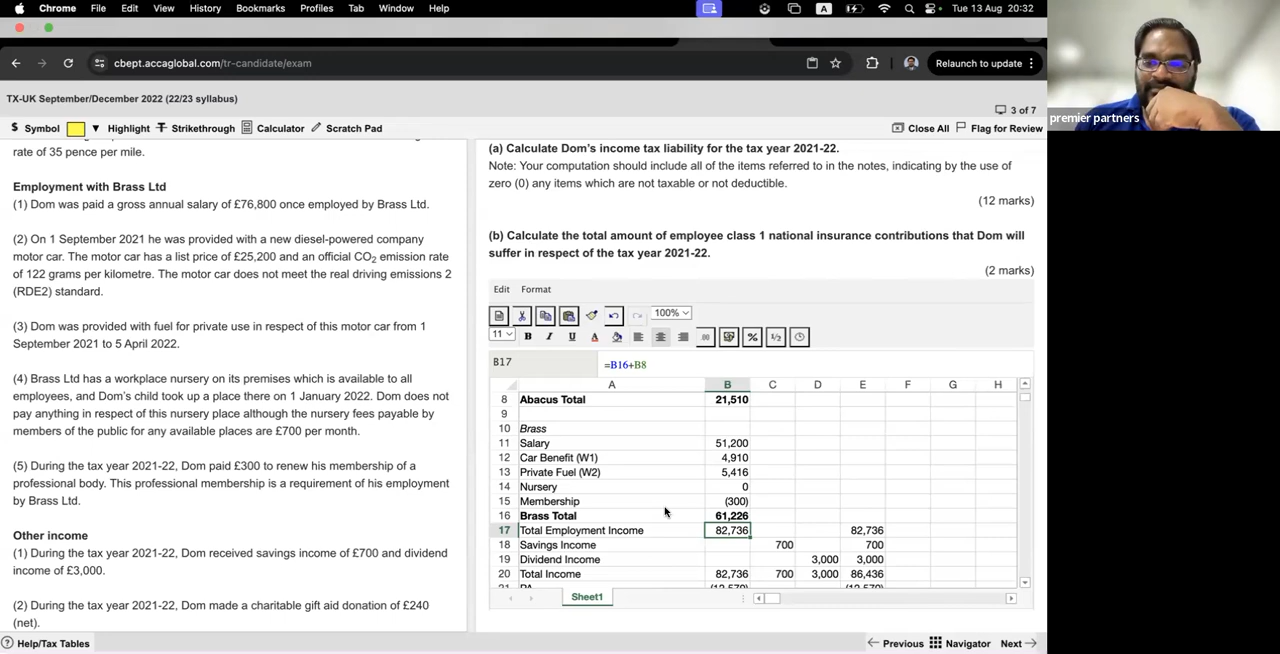 Chrome File Edit View History Bookmarks Profiles Tab Window Help A Tue 13 Aug 20:32
cbept.accaglobal.com/tr-candidate/exam Relaunch to update
TX-UK September/December 2022 (22/23 syllabus)
3 of 7
$ Symbol Highlight Strikethrough Calculator Scratch Pad Close All Flag for Review
rate of 35 pence per mile.
Employment with Brass Ltd
(1) Dom was paid a gross annual salary of £76,800 once employed by Brass Ltd.
(2) On 1 September 2021 he was provided with a new diesel-powered company
motor car. The motor car has a list price of £25,200 and an official CO2 emission rate
of 122 grams per kilometre. The motor car does not meet the real driving emissions 2
(RDE2) standard.
(3) Dom was provided with fuel for private use in respect of this motor car from 1
September 2021 to 5 April 2022.
(4) Brass Ltd has a workplace nursery on its premises which is available to all
employees, and Dom's child took up a place there on 1 January 2022. Dom does not
pay anything in respect of this nursery place although the nursery fees payable by
members of the public for any available places are £700 per month.
(5) During the tax year 2021-22, Dom paid £300 to renew his membership of a
professional body. This professional membership is a requirement of his employment
by Brass Ltd.
Other income
(1) During the tax year 2021-22, Dom received savings income of £700 and dividend
income of £3,000.
(2) During the tax year 2021-22, Dom made a charitable gift aid donation of £240
(net).
(a) Calculate Dom's income tax liability for the tax year 2021-22.
Note: Your computation should include all of the items referred to in the notes, indicating by the use of
zero (0) any items which are not taxable or not deductible.
(12 marks)
(b) Calculate the total amount of employee class 1 national insurance contributions that Dom will
suffer in respect of the tax year 2021-22.
(2 marks)
Edit Format
100%
11 B I U A .00 % 1/2
B17 =B16+B8
A B C D E F G H
8 Abacus Total 21,510
9
10 Brass
11 Salary 51,200
12 Car Benefit (W1) 4,910
13 Private Fuel (W2) 5,416
14 Nursery 0
15 Membership (300)
16 Brass Total 61,226
17 Total Employment Income 82,736 82,736
18 Savings Income 700 700
19 Dividend Income 3,000 3,000
20 Total Income 82,736 700 3,000 86,436
21 PA (12,570) (12,570)
Sheet1
Help/Tax Tables Previous Navigator Next
premier partners